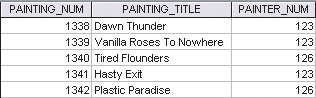 PAINTING_NUM PAINTING_TITLE PAINTER_NUM
1338 Dawn Thunder 123
1339 Vanilla Roses To Nowhere 123
1340 Tired Flounders 126
1341 Hasty Exit 123
1342 Plastic Paradise 126